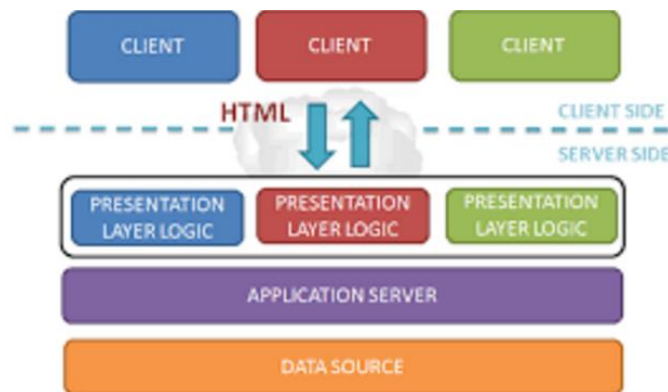 CLIENT CLIENT CLIENT
HTML
CLIENT SIDE
SERVER SIDE
PRESENTATION PRESENTATION PRESENTATION
LAYER LOGIC LAYER LOGIC LAYER LOGIC
APPLICATION SERVER
DATA SOURCE